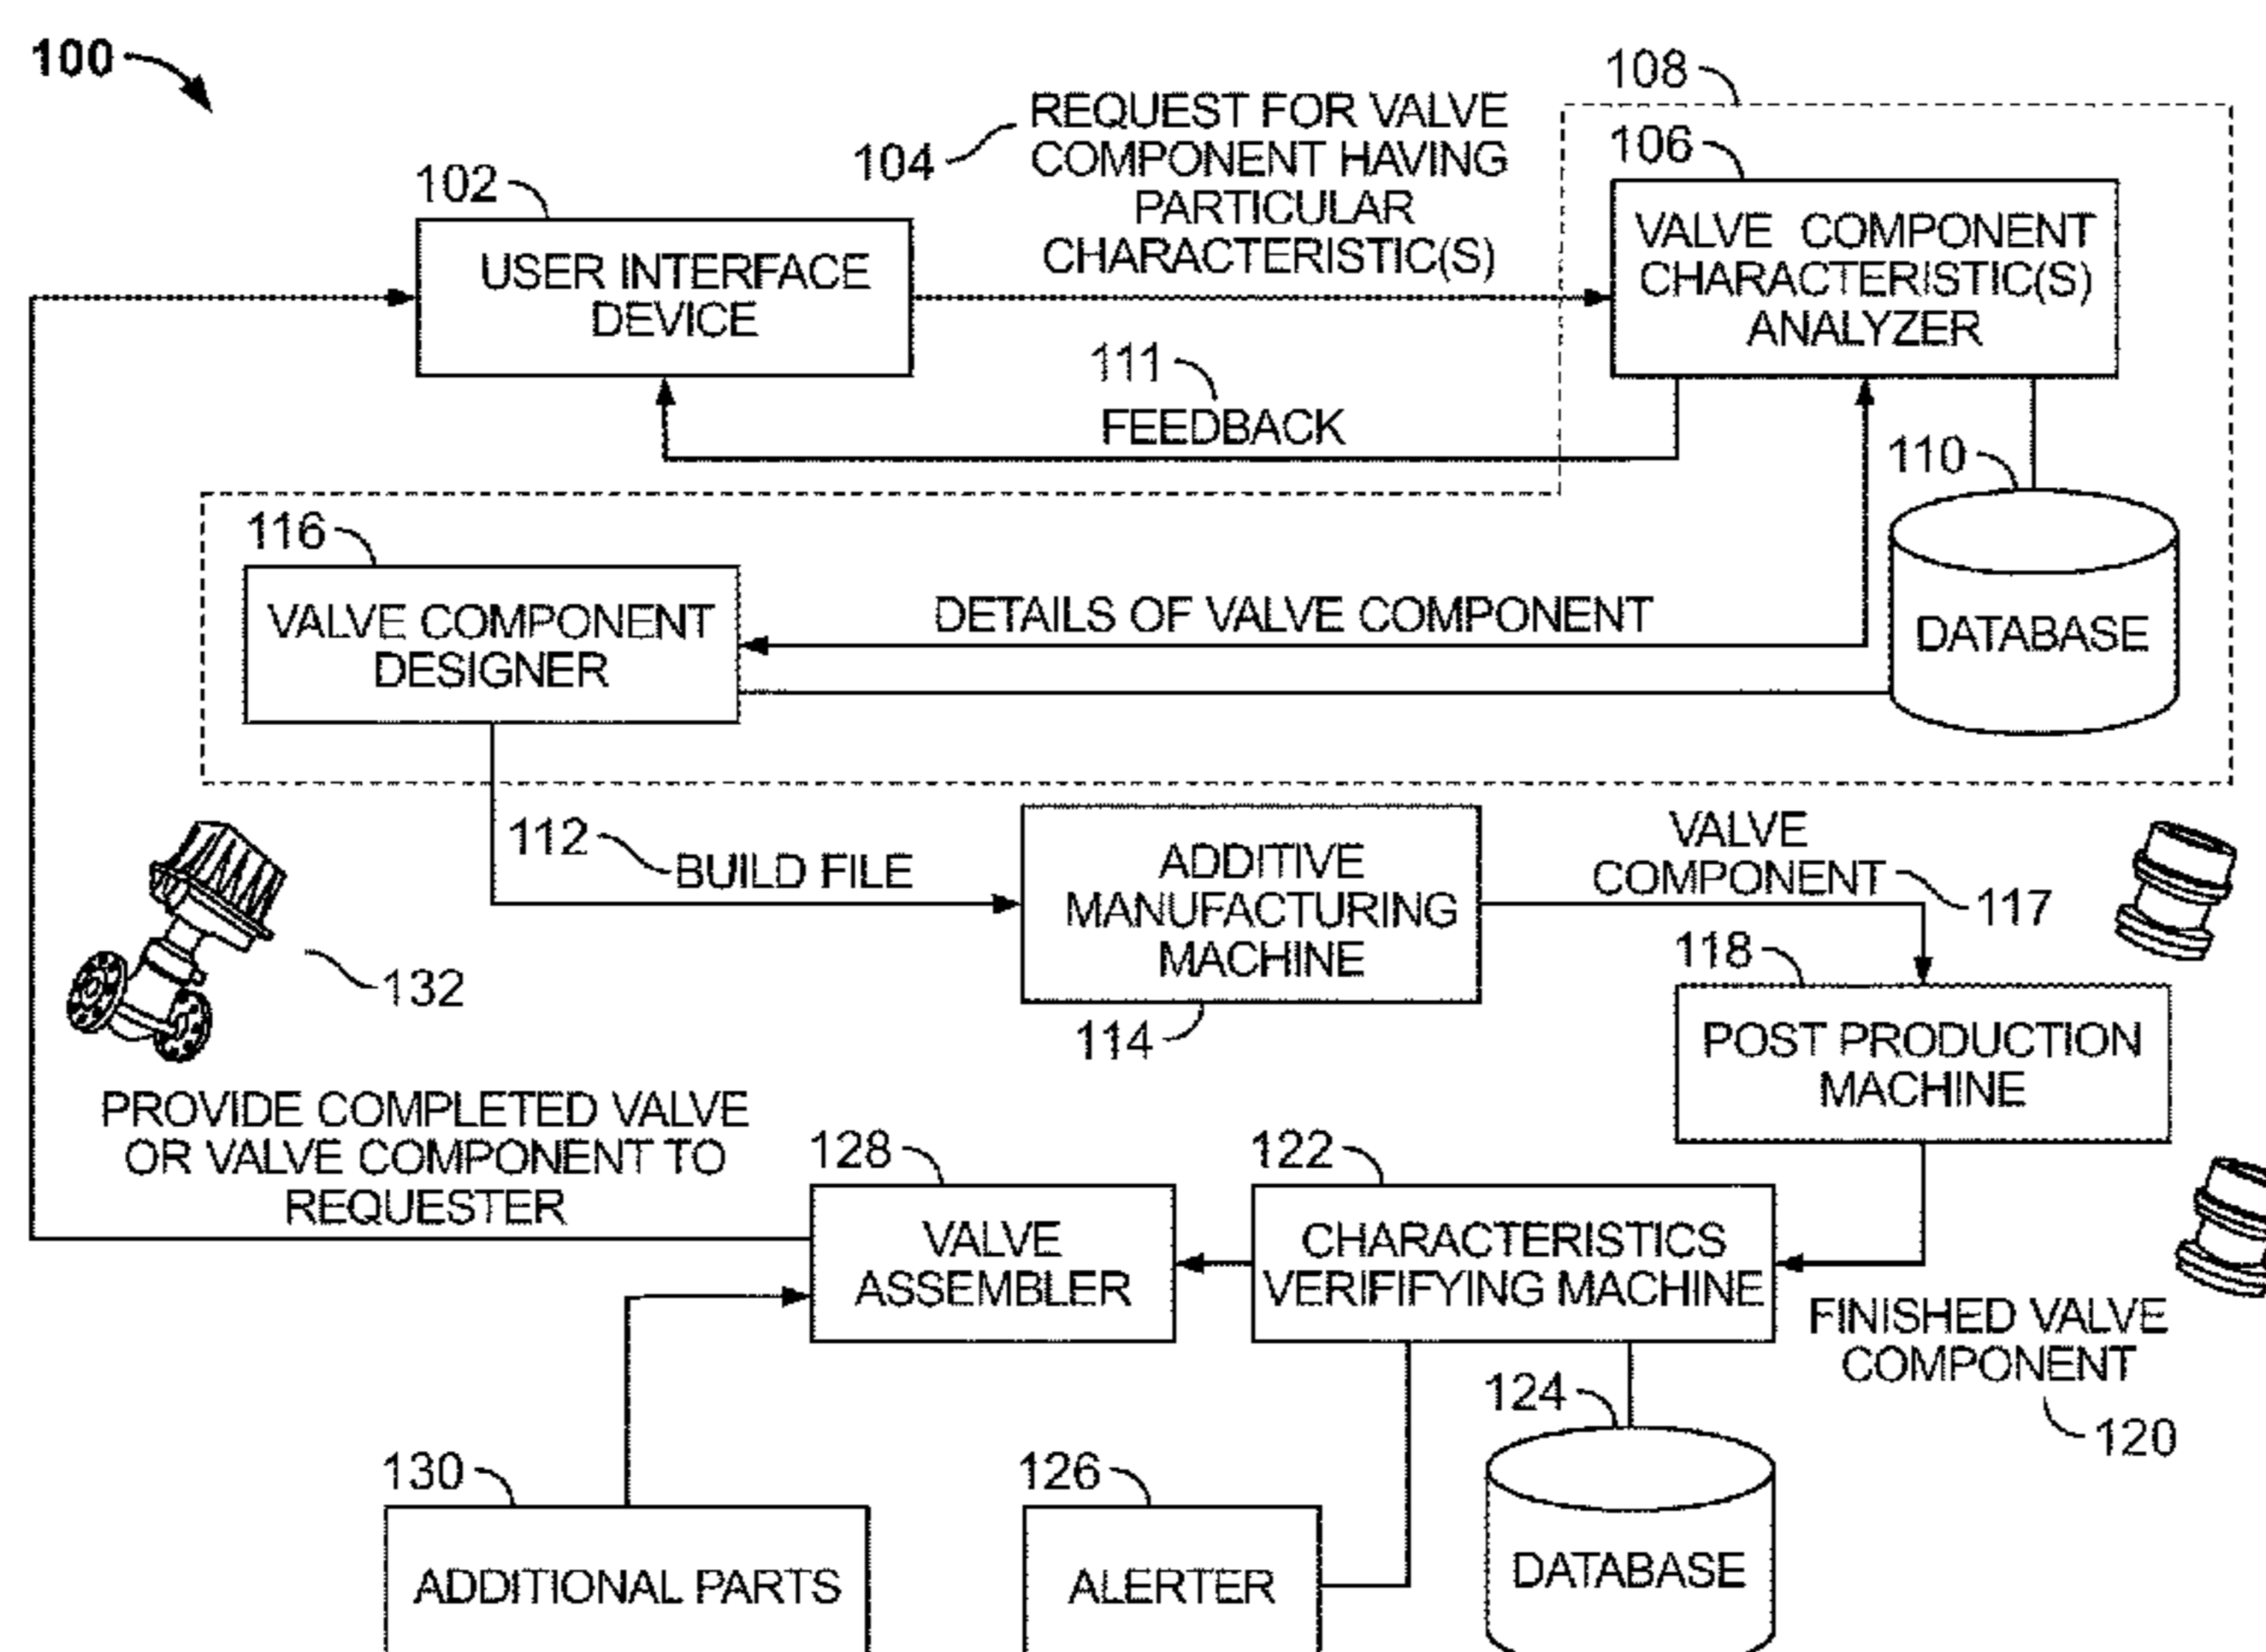 100
108
104
REQUEST FOR VALVE
COMPONENT HAVING
PARTICULAR
CHARACTERISTIC(S)
106
102
VALVE COMPONENT
CHARACTERISTIC(S)
ANALYZER
USER INTERFACE
DEVICE
111
FEEDBACK
110
116
VALVE COMPONENT
DESIGNER
DETAILS OF VALVE COMPONENT
DATABASE
112
BUILD FILE
ADDITIVE
MANUFACTURING
MACHINE
114
VALVE
COMPONENT
117
118
132
POST PRODUCTION
MACHINE
PROVIDE COMPLETED VALVE
OR VALVE COMPONENT TO
REQUESTER
128
122
VALVE
ASSEMBLER
CHARACTERISTICS
VERIFIFYING MACHINE
FINISHED VALVE
COMPONENT
120
124
130
126
ADDITIONAL PARTS
ALERTER
DATABASE